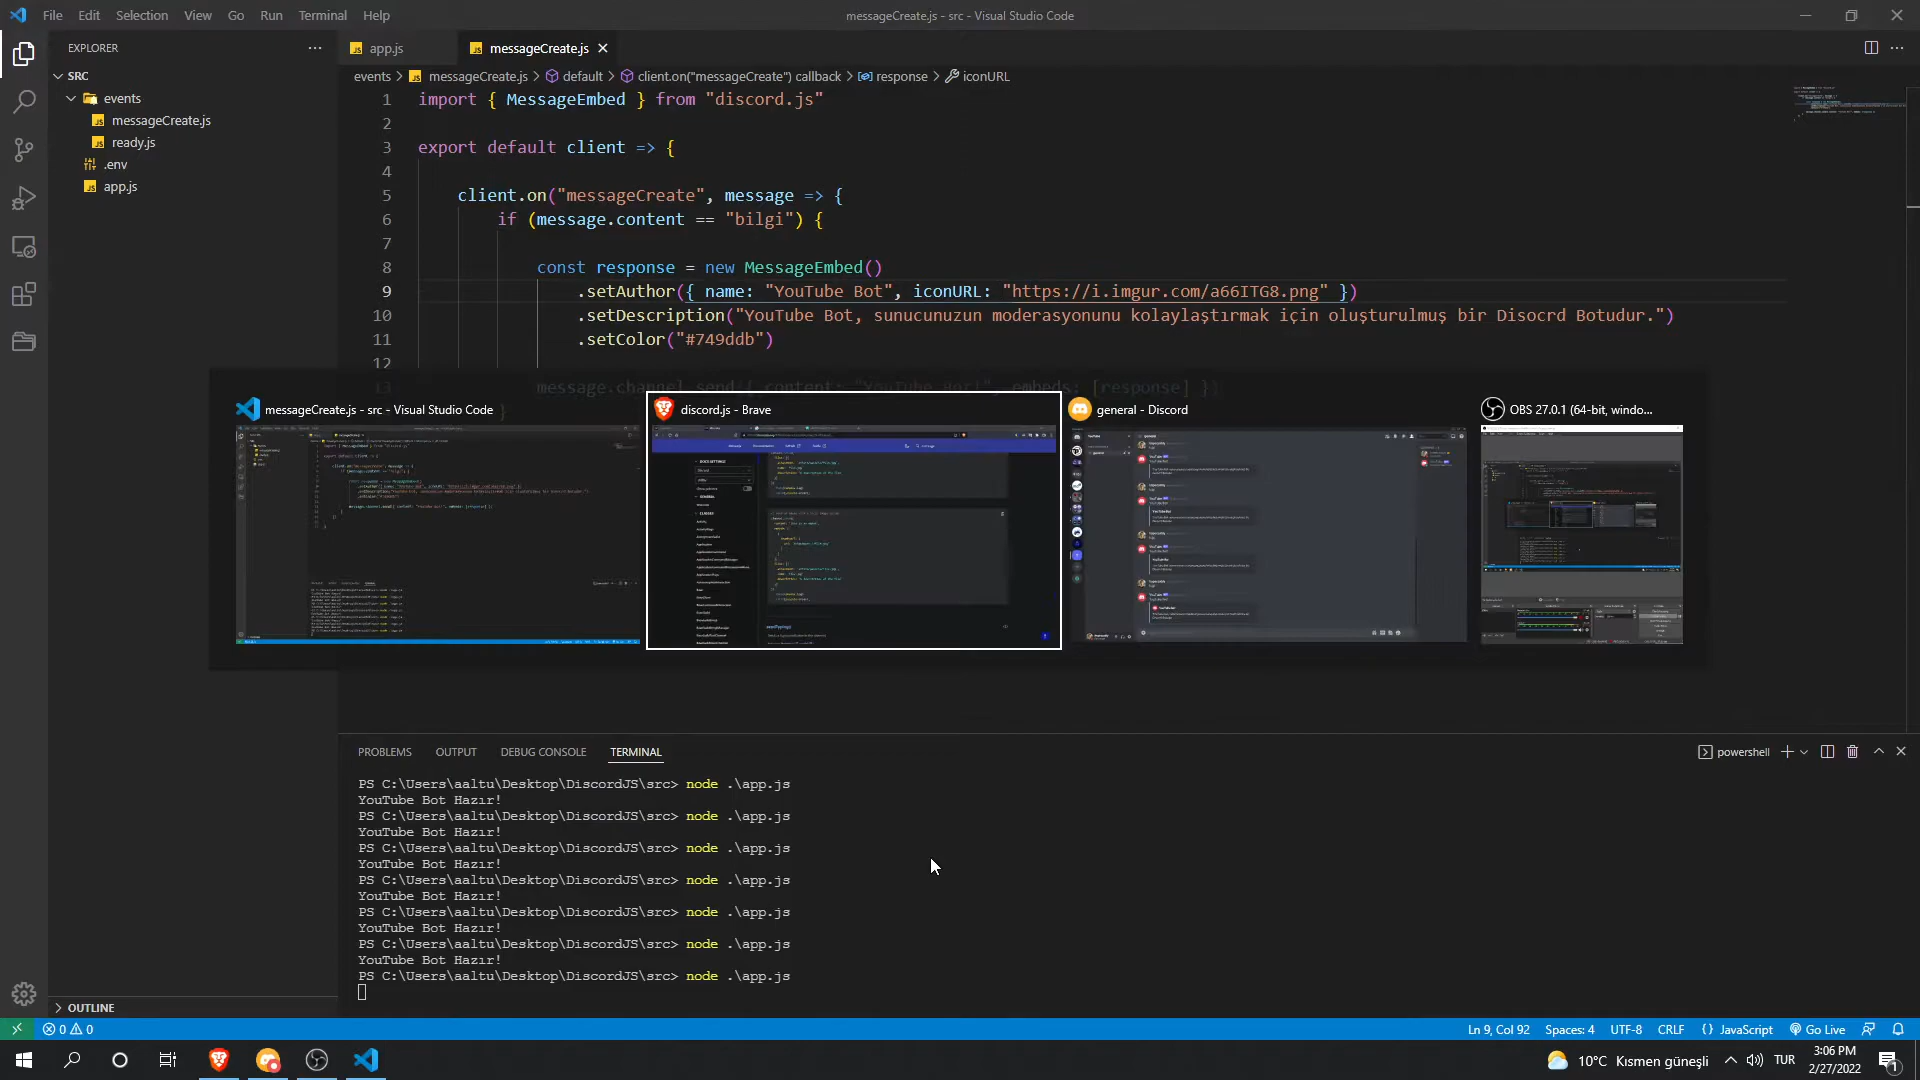 File Edit Selection View Go Run Terminal Help
messageCreate.js - src - Visual Studio Code
EXPLORER
SRC
events
messageCreate.js
ready.js
.env
app.js
OUTLINE
app.js
messageCreate.js
events > messageCreate.js > default > client.on("messageCreate") callback > response > iconURL
1 import { MessageEmbed } from "discord.js"
2
3 export default client => {
4
5 client.on("messageCreate", message => {
6 if (message.content == "bilgi") {
7
8 const response = new MessageEmbed()
9 .setAuthor({ name: "YouTube Bot", iconURL: "https://i.imgur.com/a66ITG8.png" })
10 .setDescription("YouTube Bot, sunucunuzun moderasyonunu kolaylaştırmak için oluşturulmuş bir Disocrd Botudur.")
11 .setColor("#749ddb")
12
13 message.channel.send({ content: "YouTube Bot!", embeds: [response] })
messageCreate.js - src - Visual Studio Code
discord.js - Brave
general - Discord
OBS 27.0.1 (64-bit, windo...
PROBLEMS OUTPUT DEBUG CONSOLE TERMINAL
powershell
PS C:\Users\aaltu\Desktop\DiscordJS\src> node .\app.js
YouTube Bot Hazır!
PS C:\Users\aaltu\Desktop\DiscordJS\src> node .\app.js
YouTube Bot Hazır!
PS C:\Users\aaltu\Desktop\DiscordJS\src> node .\app.js
YouTube Bot Hazır!
PS C:\Users\aaltu\Desktop\DiscordJS\src> node .\app.js
YouTube Bot Hazır!
PS C:\Users\aaltu\Desktop\DiscordJS\src> node .\app.js
YouTube Bot Hazır!
PS C:\Users\aaltu\Desktop\DiscordJS\src> node .\app.js
YouTube Bot Hazır!
PS C:\Users\aaltu\Desktop\DiscordJS\src> node .\app.js
0 0
Ln 9, Col 92 Spaces: 4 UTF-8 CRLF JavaScript Go Live
10°C Kısmen güneşli TUR
3:06 PM
2/27/2022
1